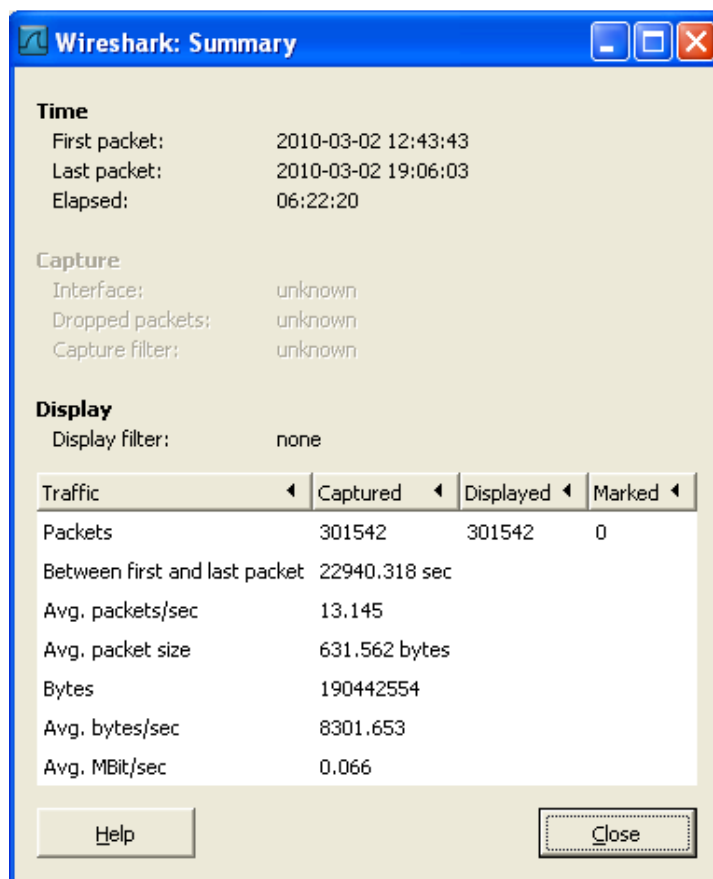 Wireshark: Summary
Time
First packet: 2010-03-02 12:43:43
Last packet: 2010-03-02 19:06:03
Elapsed: 06:22:20
Capture
Interface: unknown
Dropped packets: unknown
Capture filter: unknown
Display
Display filter: none
Traffic Captured Displayed Marked
Packets 301542 301542 0
Between first and last packet 22940.318 sec
Avg. packets/sec 13.145
Avg. packet size 631.562 bytes
Bytes 190442554
Avg. bytes/sec 8301.653
Avg. MBit/sec 0.066
Help Close